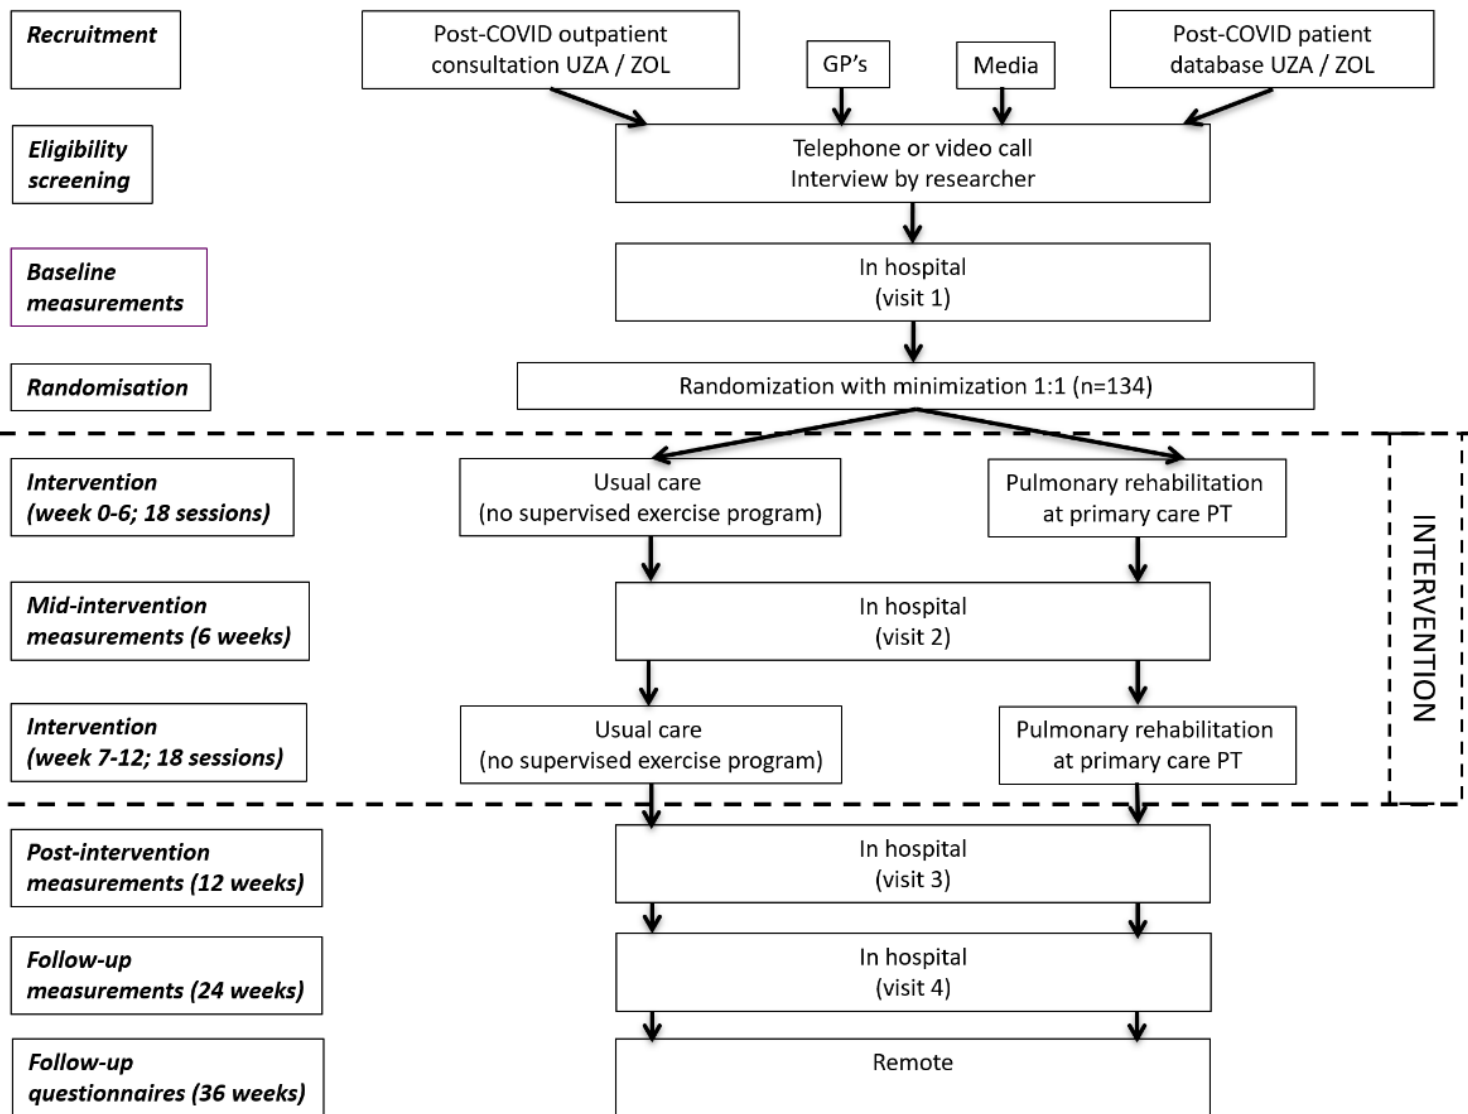 Recruitment
Post-COVID outpatient
consultation UZA / ZOL
GP's
Media
Post-COVID patient
database UZA / ZOL
Eligibility
screening
Telephone or video call
Interview by researcher
Baseline
measurements
In hospital
(visit 1)
Randomisation
Randomization with minimization 1:1 (n=134)
Intervention
(week 0-6; 18 sessions)
Usual care
(no supervised exercise program)
Pulmonary rehabilitation
at primary care PT
INTERVENTION
Mid-intervention
measurements (6 weeks)
In hospital
(visit 2)
Intervention
(week 7-12; 18 sessions)
Usual care
(no supervised exercise program)
Pulmonary rehabilitation
at primary care PT
Post-intervention
measurements (12 weeks)
In hospital
(visit 3)
Follow-up
measurements (24 weeks)
In hospital
(visit 4)
Follow-up
questionnaires (36 weeks)
Remote